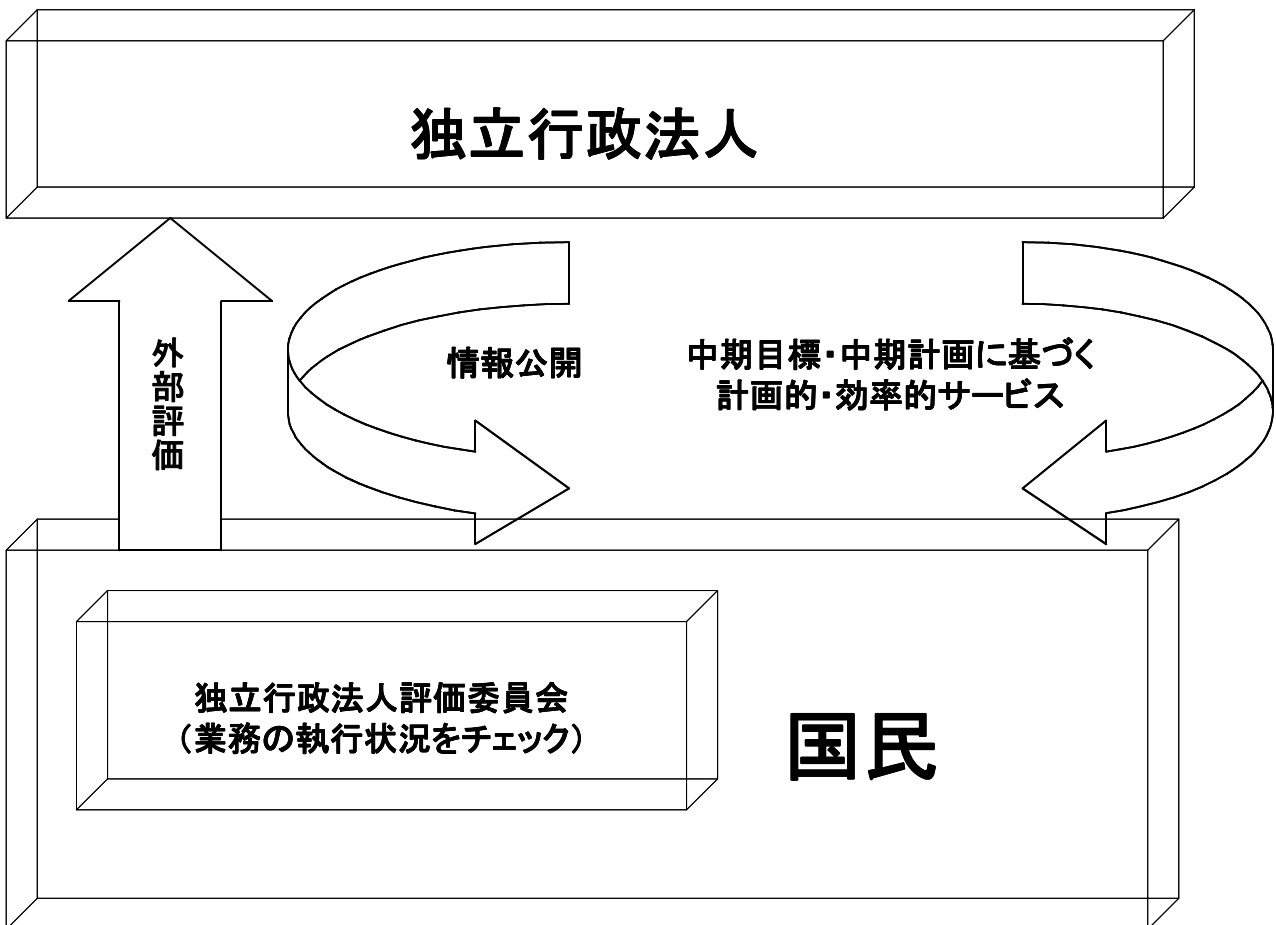 独立行政法人
外部評価
情報公開
中期目標・中期計画に基づく
計画的・効率的サービス
独立行政法人評価委員会
（業務の執行状況をチェック）
国民